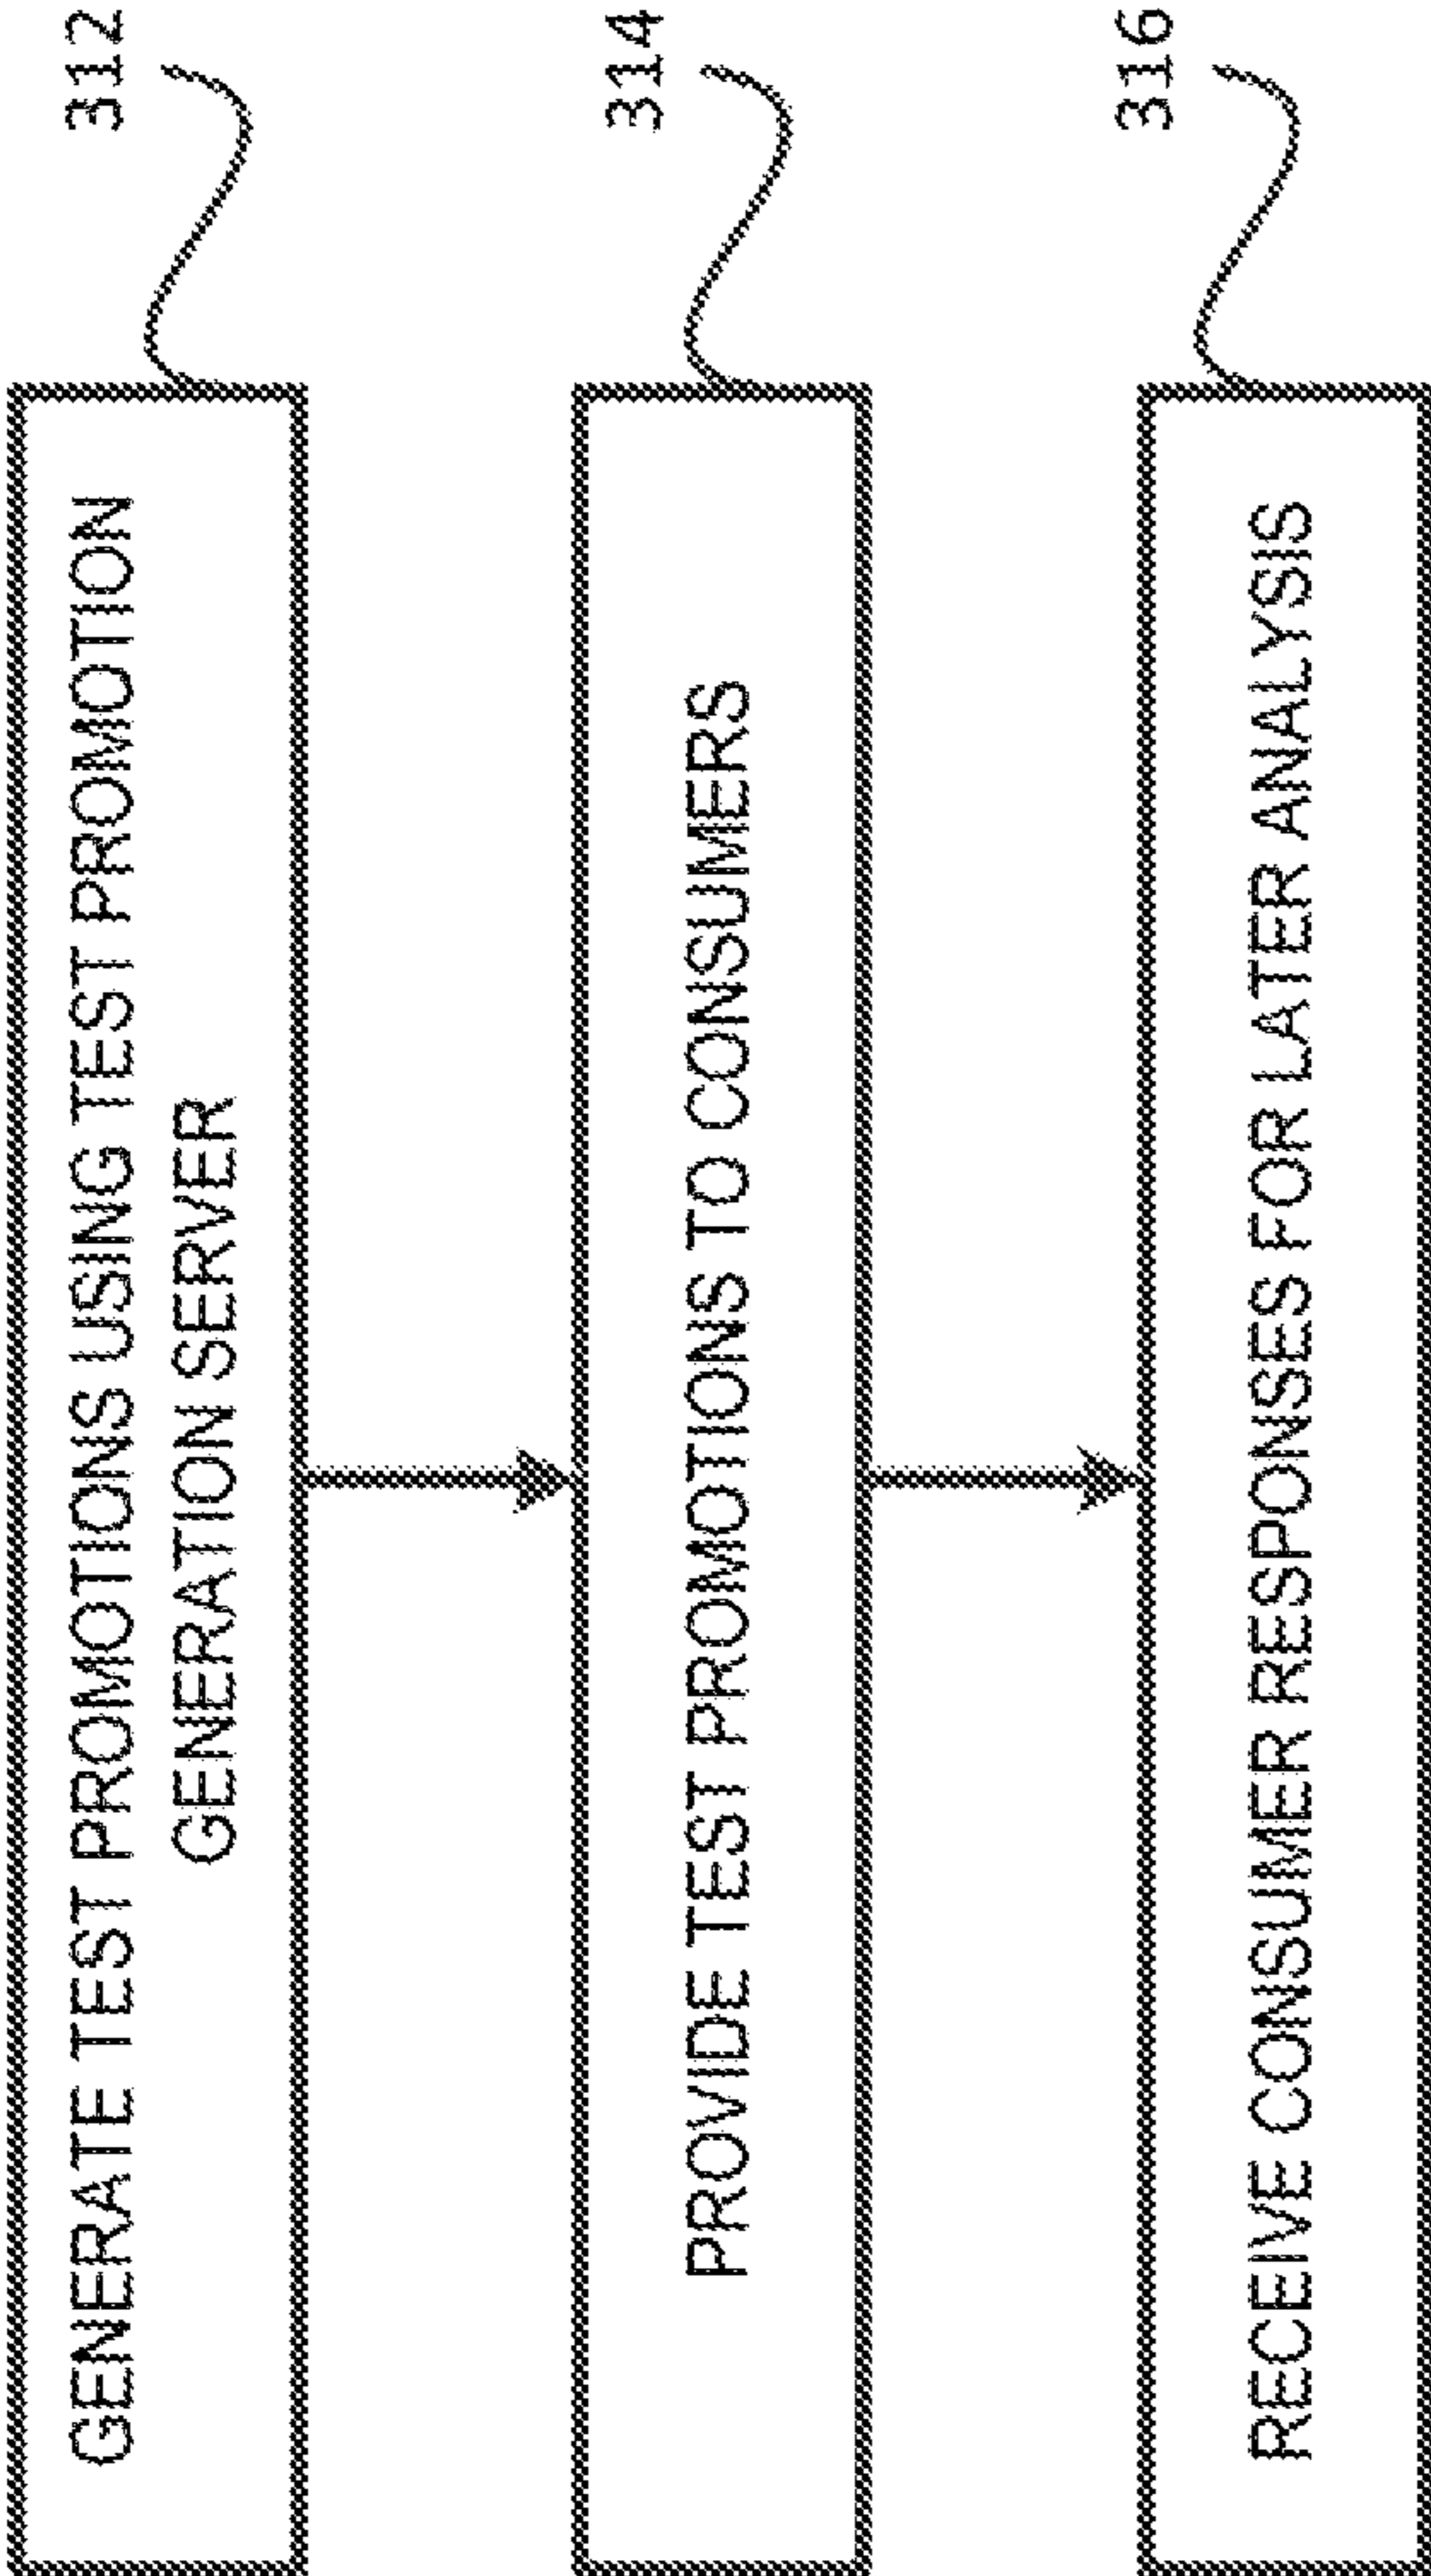 GENERATE TEST PROMOTIONS USING TEST PROMOTION
GENERATION SERVER
312
PROVIDE TEST PROMOTIONS TO CONSUMERS
314
RECEIVE CONSUMER RESPONSES FOR LATER ANALYSIS
316